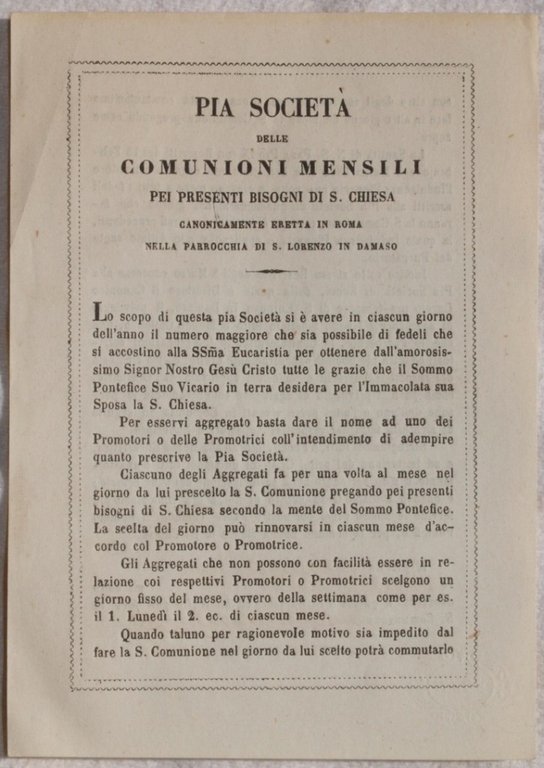 PIA SOCIETÀ
DELLE
COMUNIONI MENSILI
PEI PRESENTI BISOGNI DI S. CHIESA
CANONICAMENTE ERETTA IN ROMA
NELLA PARROCCHIA DI S. LORENZO IN DAMASO
Lo scopo di questa pia Società si è avere in ciascun giorno
dell'anno il numero maggiore che sia possibile di fedeli che
si accostino alla SSm̃a Eucaristia per ottenere dall'amorosis-
simo Signor Nostro Gesù Cristo tutte le grazie che il Sommo
Pontefice Suo Vicario in terra desidera per l'Immacolata sua
Sposa la S. Chiesa.
Per esservi aggregato basta dare il nome ad uno dei
Promotori o delle Promotrici coll'intendimento di adempire
quanto prescrive la Pia Società.
Ciascuno degli Aggregati fa per una volta al mese nel
giorno da lui prescelto la S. Comunione pregando pei presenti
bisogni di S. Chiesa secondo la mente del Sommo Pontefice.
La scelta del giorno può rinnovarsi in ciascun mese d'ac-
cordo col Promotore o Promotrice.
Gli Aggregati che non possono con facilità essere in re-
lazione coi respettivi Promotori o Promotrici scelgono un
giorno fisso del mese, ovvero della settimana come per es.
il 1. Lunedì il 2. ec. di ciascun mese.
Quando taluno per ragionevole motivo sia impedito dal
fare la S. Comunione nel giorno da lui scelto potrà commutarlo